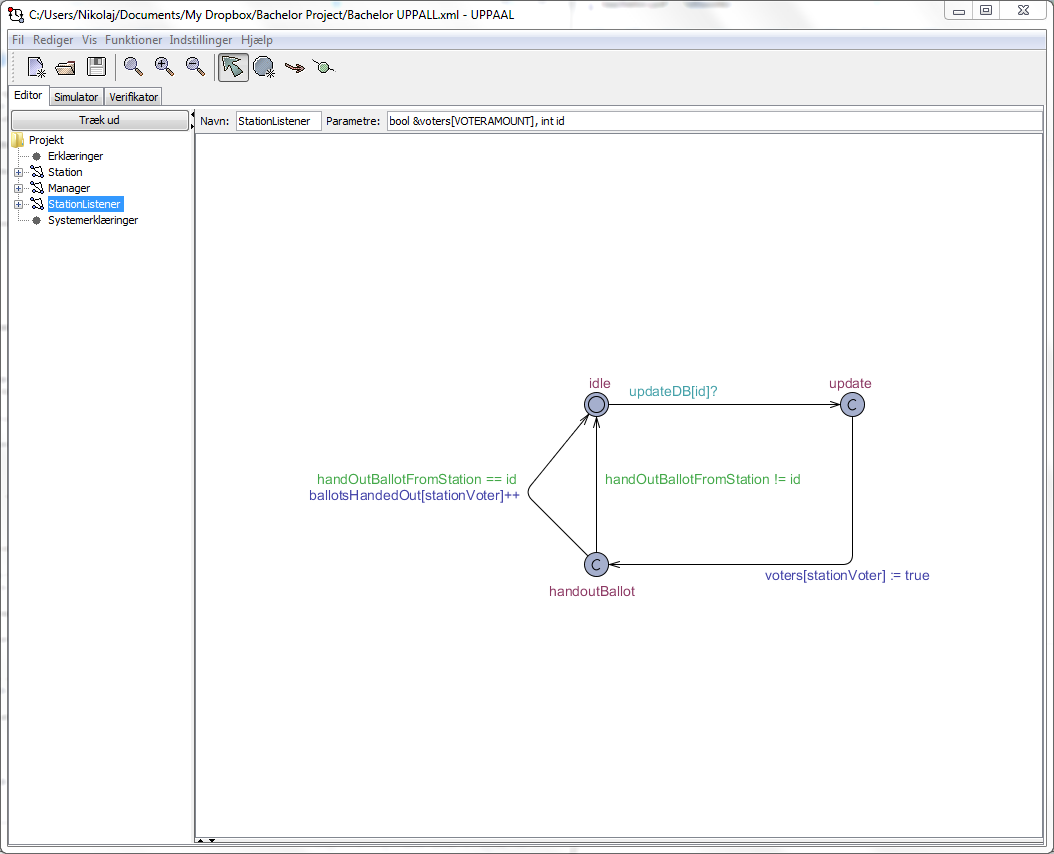 C:/Users/Nikolaj/Documents/My Dropbox/Bachelor Project/Bachelor UPPALL.xml - UPPAAL
Fil Rediger Vis Funktioner Indstillinger Hjælp
Editor Simulator Verifikator
Træk ud
Navn: StationListener Parametre: bool &voters[VOTERAMOUNT], int id
Projekt
Erklæringer
Station
Manager
StationListener
Systemerklæringer
idle
updateDB[id]?
update
C
handOutBallotFromStation == id
ballotsHandedOut[stationVoter]++
handOutBallotFromStation != id
C
voters[stationVoter] := true
handoutBallot